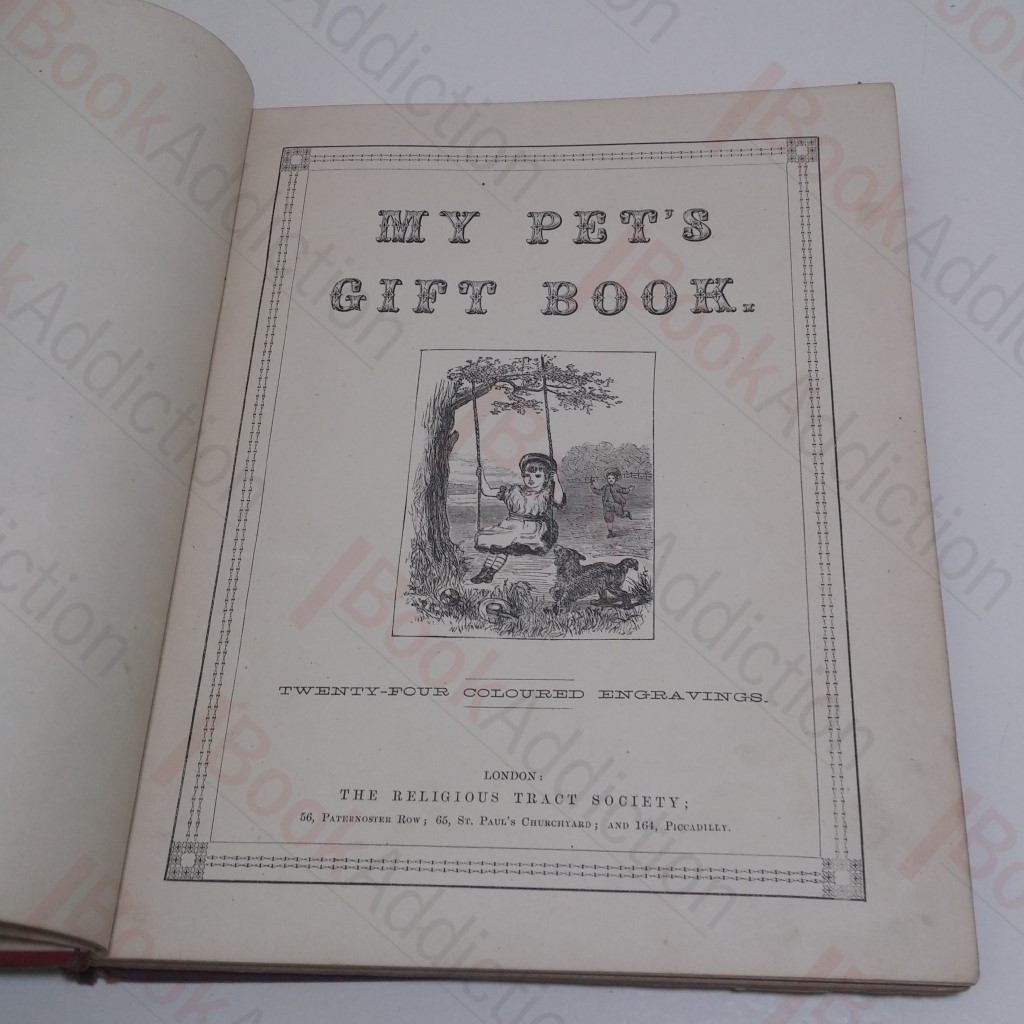 MY PET'S
GIFT BOOK.
TWENTY-FOUR COLOURED ENGRAVINGS.
LONDON:
THE RELIGIOUS TRACT SOCIETY;
56, PATERNOSTER ROW; 65, ST. PAUL'S CHURCHYARD; AND 164, PICCADILLY.
BookAddiction